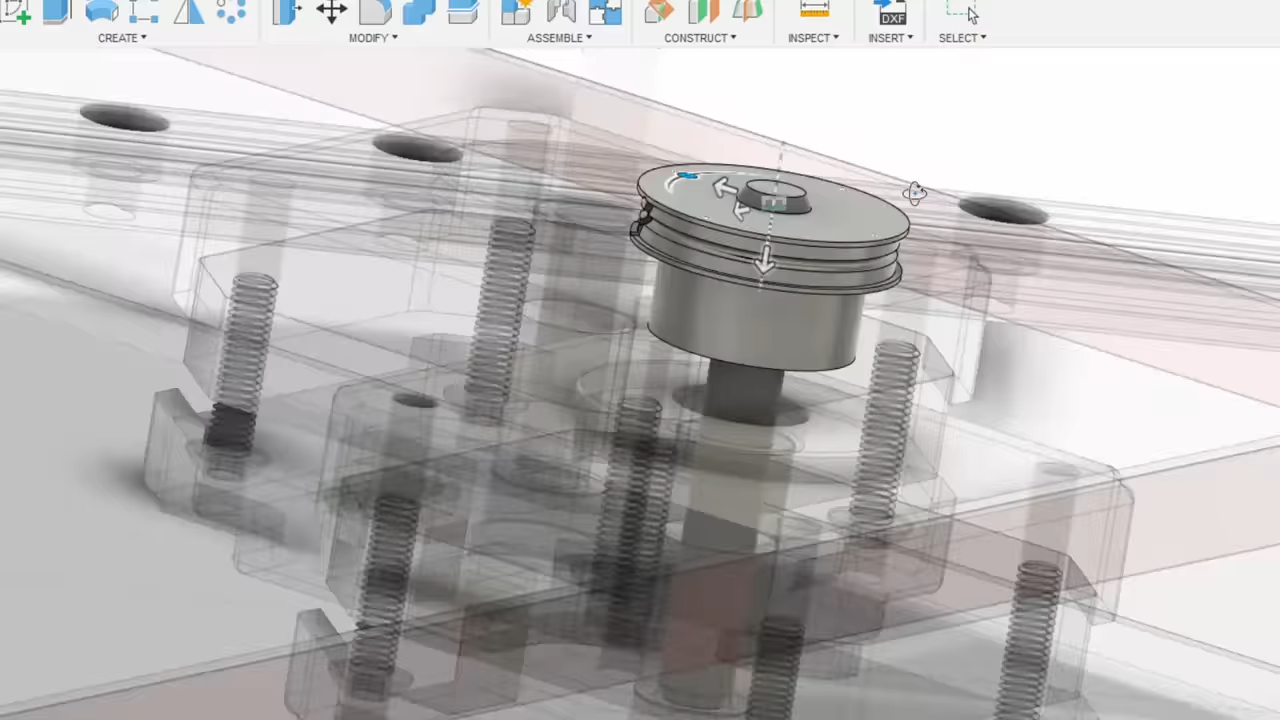 CREATE▾ MODIFY▾ ASSEMBLE▾ CONSTRUCT▾ INSPECT▾ INSERT▾ SELECT▾
DXF